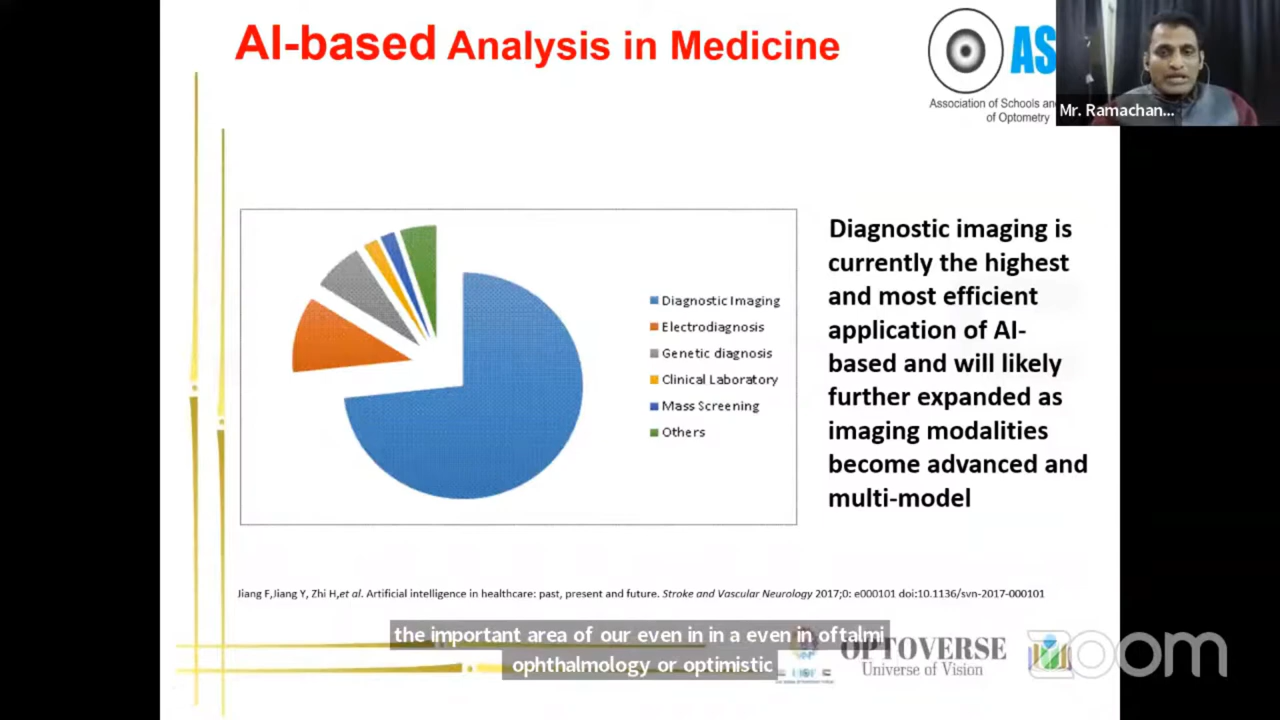 AI-based Analysis in Medicine
AS
Association of Schools and
of Optometry
Mr. Ramachan...
Diagnostic Imaging
Electrodiagnosis
Genetic diagnosis
Clinical Laboratory
Mass Screening
Others
Diagnostic imaging is
currently the highest
and most efficient
application of AI-
based and will likely
further expanded as
imaging modalities
become advanced and
multi-model
Jiang F,Jiang Y, Zhi H,et al. Artificial intelligence in healthcare: past, present and future. Stroke and Vascular Neurology 2017;0: e000101 doi:10.1136/svn-2017-000101
the important area of our even in in a even in oftalmi
ophthalmology or optimistic
OPTOVERSE
Universe of Vision
zoom